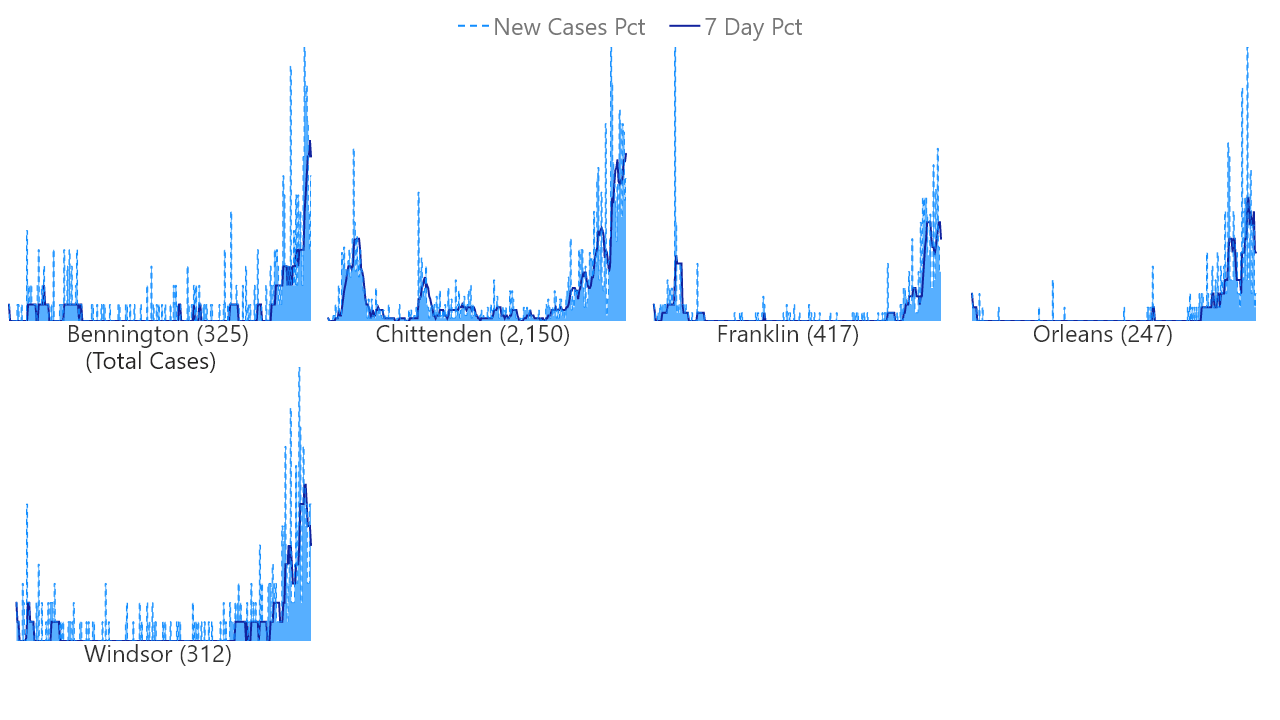 New Cases Pct 7 Day Pct
Bennington (325)
(Total Cases)
Chittenden (2,150)
Franklin (417)
Orleans (247)
Windsor (312)